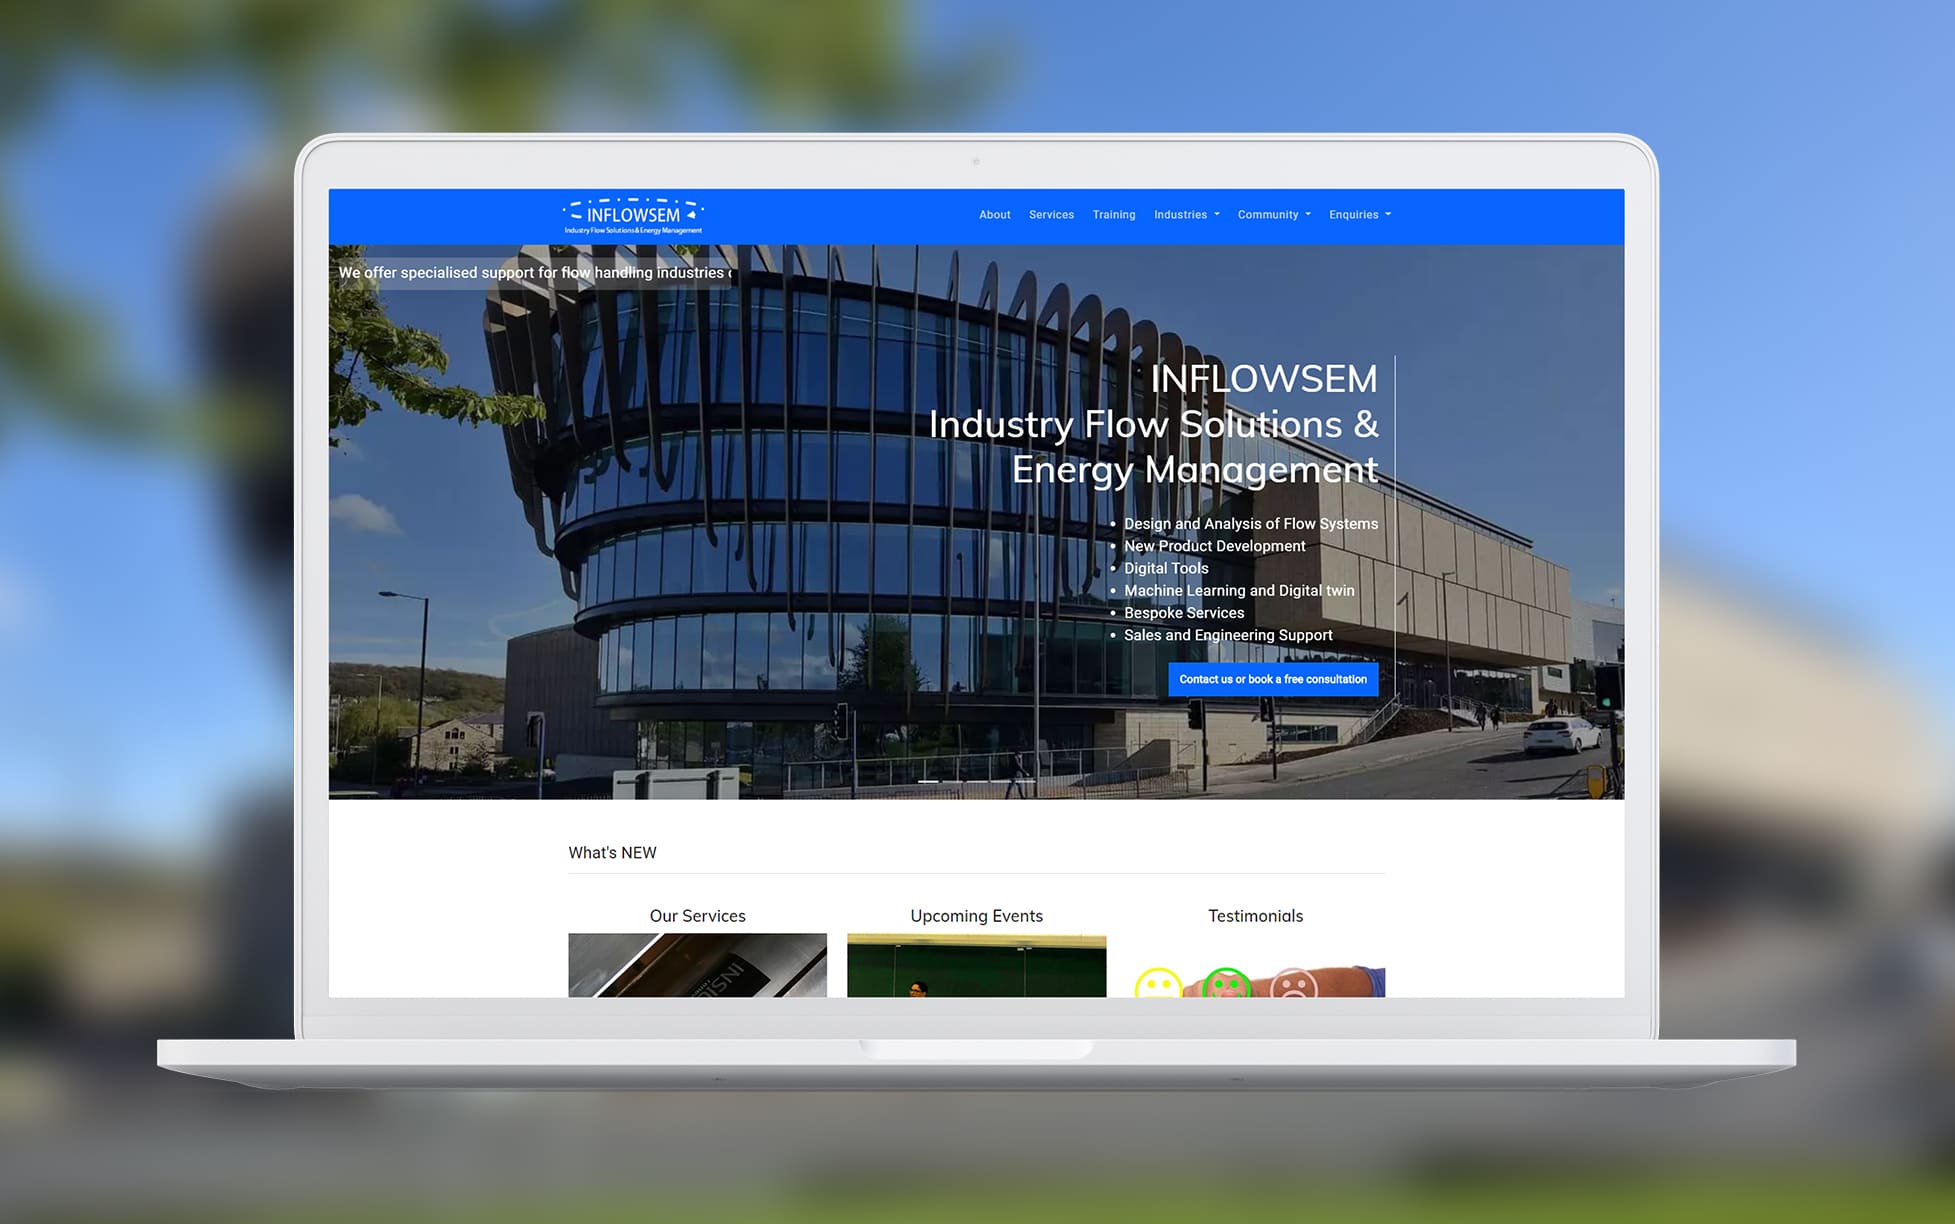 INFLOWSEM
Industry Flow Solutions & Energy Management
About Services Training Industries Community Enquiries
We offer specialised support for flow handling industries
INFLOWSEM
Industry Flow Solutions &
Energy Management
Design and Analysis of Flow Systems
New Product Development
Digital Tools
Machine Learning and Digital twin
Bespoke Services
Sales and Engineering Support
Contact us or book a free consultation
What's NEW
Our Services Upcoming Events Testimonials